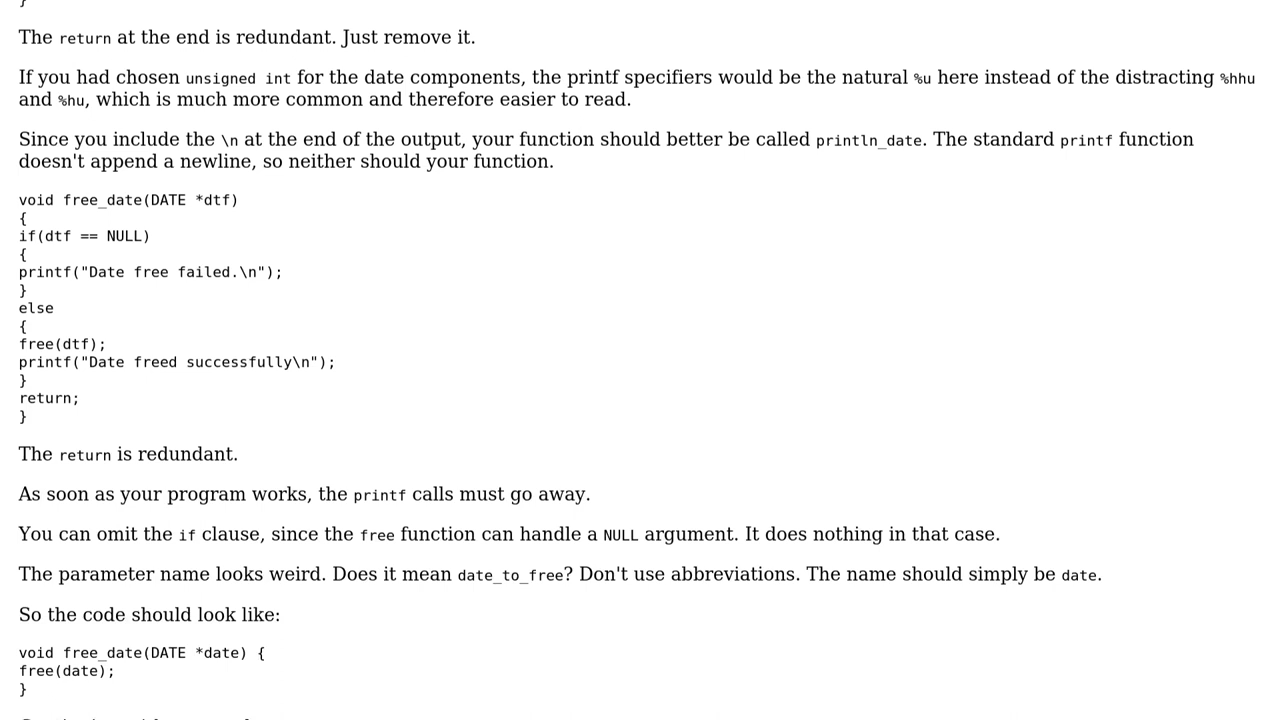 }
The return at the end is redundant. Just remove it.
If you had chosen unsigned int for the date components, the printf specifiers would be the natural %u here instead of the distracting %hhu
and %hu, which is much more common and therefore easier to read.
Since you include the \n at the end of the output, your function should better be called println_date. The standard printf function
doesn't append a newline, so neither should your function.
void free_date(DATE *dtf)
{
if(dtf == NULL)
{
printf("Date free failed.\n");
}
else
{
free(dtf);
printf("Date freed successfully\n");
}
return;
}
The return is redundant.
As soon as your program works, the printf calls must go away.
You can omit the if clause, since the free function can handle a NULL argument. It does nothing in that case.
The parameter name looks weird. Does it mean date_to_free? Don't use abbreviations. The name should simply be date.
So the code should look like:
void free_date(DATE *date) {
free(date);
}